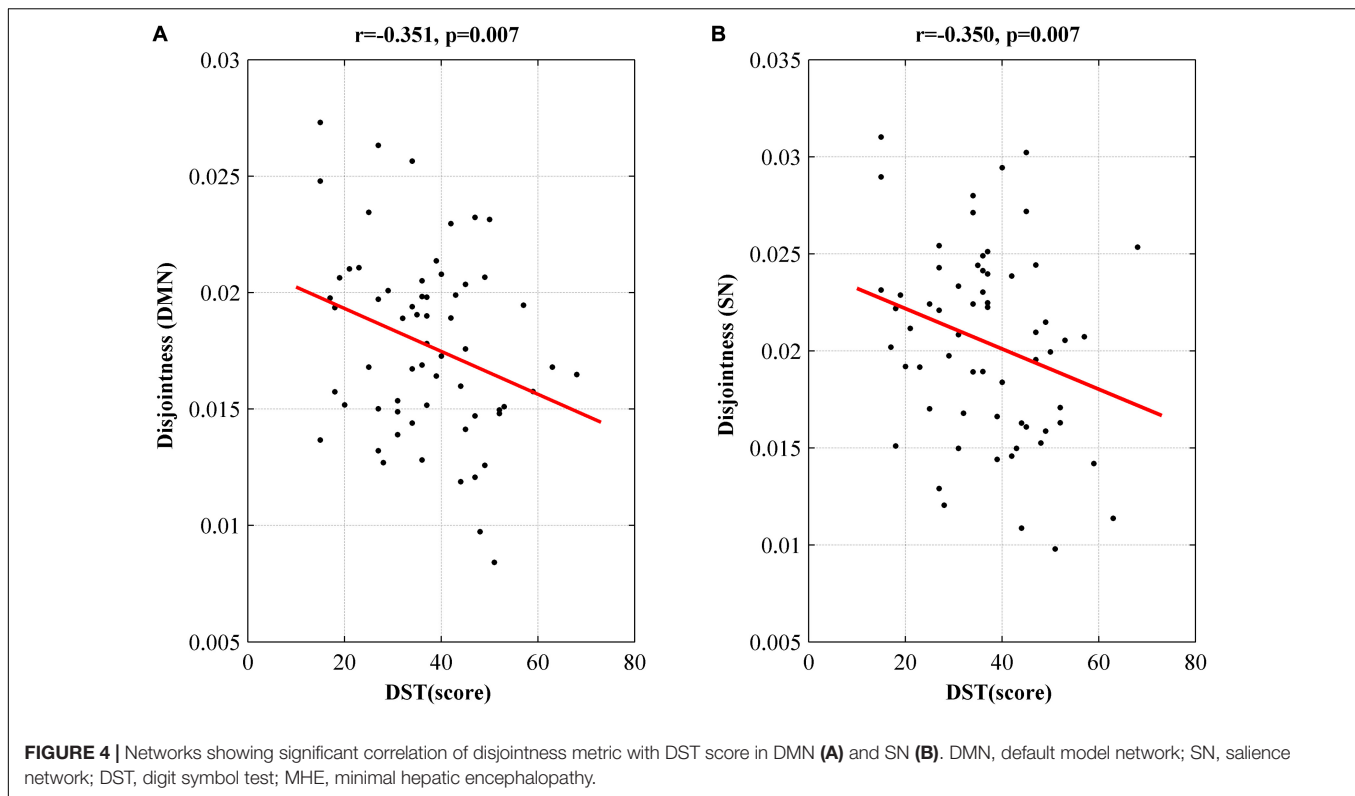 A
r=-0.351, p=0.007
0.03
0.025
0.02
0.015
0.01
0.005
Disjointness (DMN)
0 20 40 60 80
DST(score)
B
r=-0.350, p=0.007
0.035
0.03
0.025
0.02
0.015
0.01
0.005
Disjointness (SN)
0 20 40 60 80
DST(score)
FIGURE 4 | Networks showing significant correlation of disjointness metric with DST score in DMN (A) and SN (B). DMN, default model network; SN, salience
network; DST, digit symbol test; MHE, minimal hepatic encephalopathy.